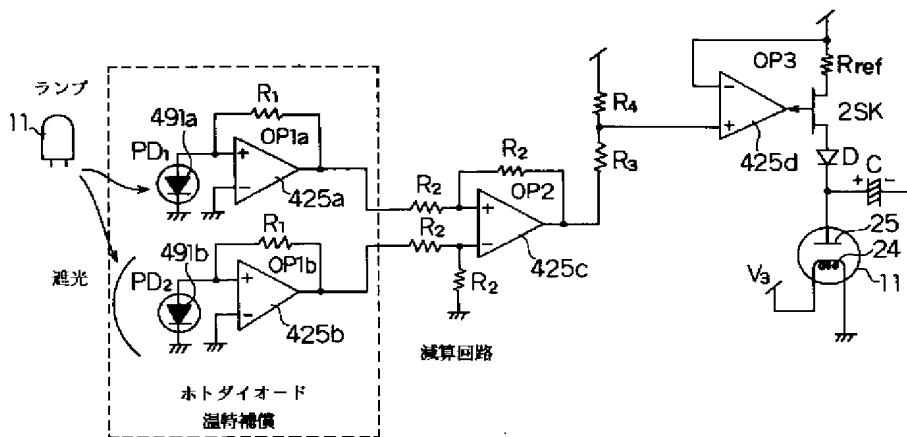 ランプ
11
491a
PD1
R1
OP1a
425a
遮光
491b
PD2
R1
OP1b
425b
ホトダイオード
温特補償
R2
R2
R2
R2
OP2
425c
減算回路
R4
R3
OP3
425d
Rref
2SK
D
+ C -
25
24
11
V3